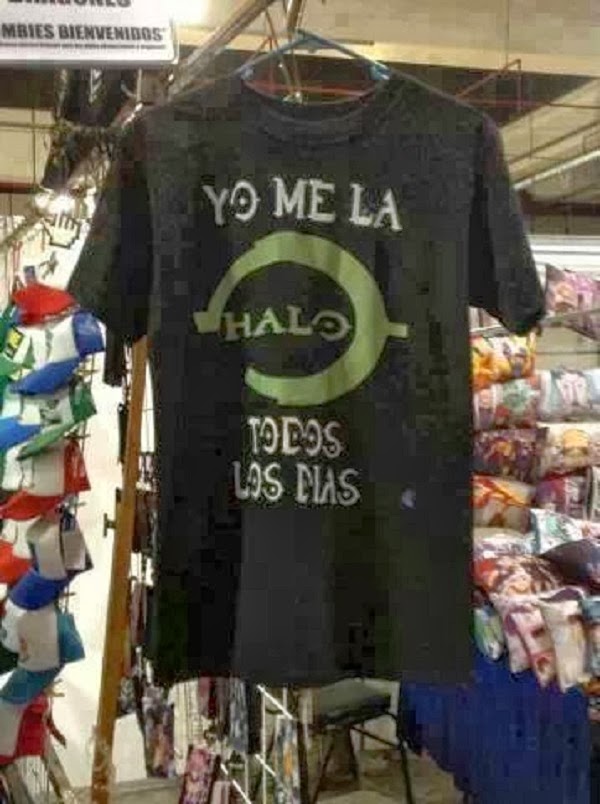 MBIES BIENVENIDOS"
YO ME LA
HALO
TODOS
LOS DIAS